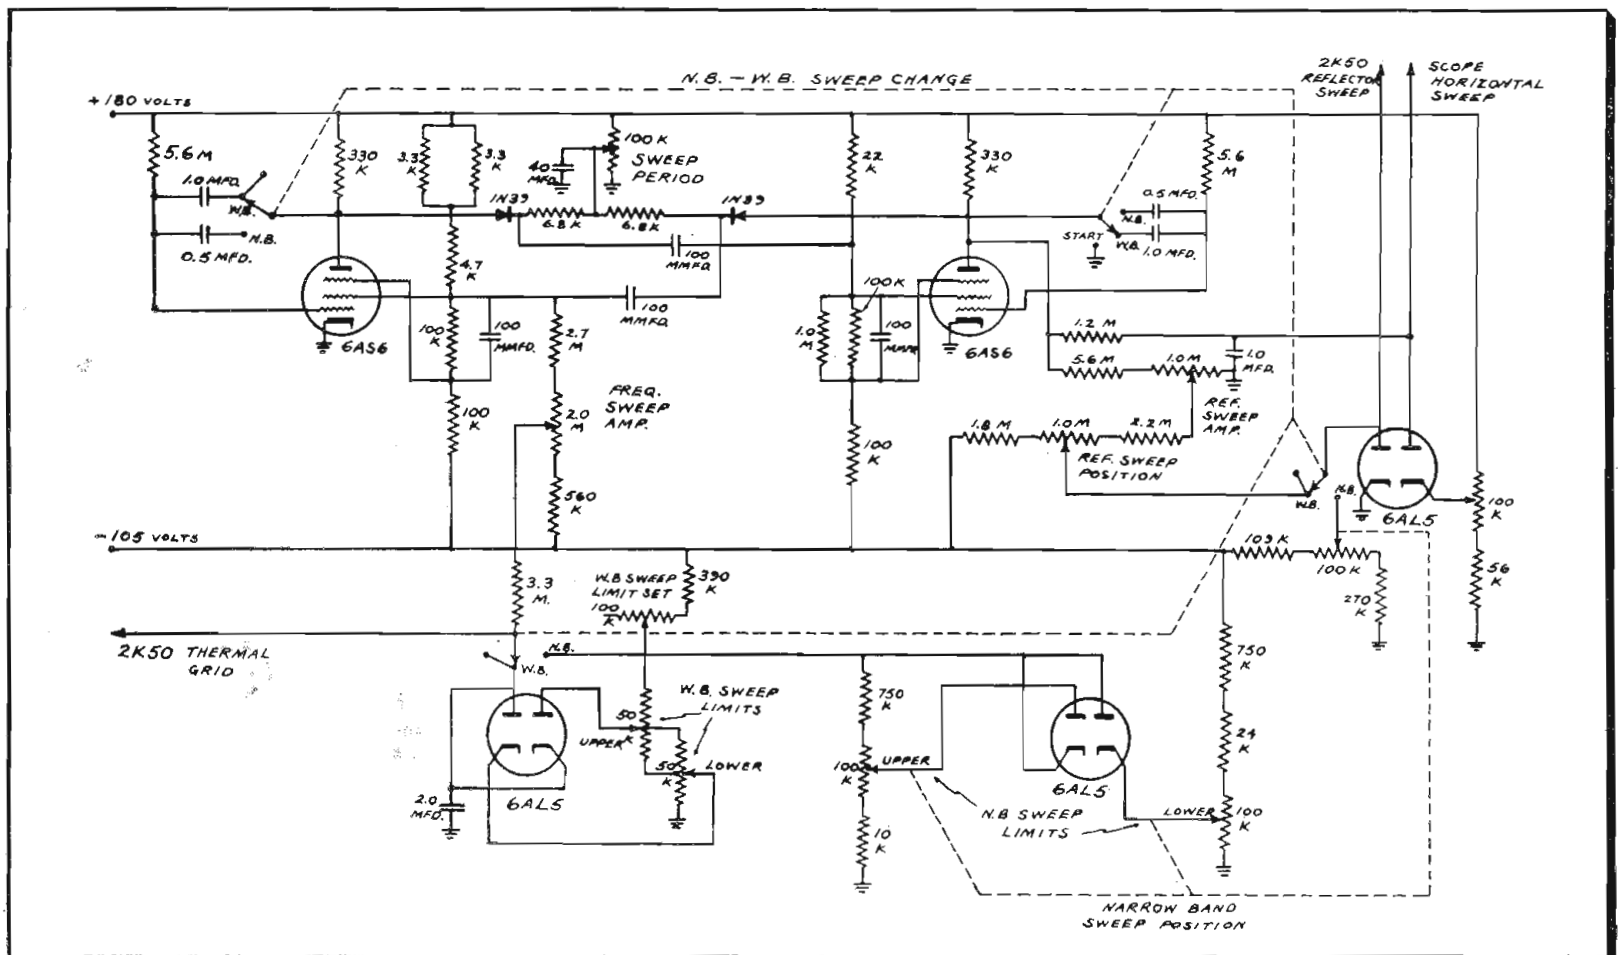 N.B. — W.B. SWEEP CHANGE
2K50
REFLECTOR
SWEEP
SCOPE
HORIZONTAL
SWEEP
+ 180 VOLTS
5.6 M
330
K
3.3
K
3.3
K
100 K
SWEEP
PERIOD
40
MFD.
22
K
330
K
5.6
M
1.0 MFD.
W.B.
N.B.
0.5 MFD.
1N39
6.8 K
6.8 K
1N39
0.5 MFD.
N.B.
START
W.B.
1.0 MFD.
4.7
K
100
MMFD.
100
MMFD.
100K
6AS6
100
K
100
MMFD.
2.7
M
1.0
M
100
MMFD.
6AS6
1.2 M
5.6 M
1.0 M
1.0
MFD.
100
K
FREQ.
SWEEP
AMP.
2.0
M
560
K
100
K
REF.
SWEEP
AMP.
1.8 M
1.0M
2.2M
REF. SWEEP
POSITION
W.B.
N.B.
6AL5
100
K
56
K
- 105 VOLTS
109 K
100 K
270
K
3.3
M.
W.B SWEEP
LIMIT SET
100
K
390
K
2K50 THERMAL
GRID
W.B.
N.B.
750
K
750
K
W.B. SWEEP
LIMITS
50
K
UPPER
50
K
LOWER
6AL5
2.0
MFD.
100
K
UPPER
10
K
6AL5
N.B SWEEP
LIMITS
LOWER
24
K
100
K
NARROW BAND
SWEEP POSITION